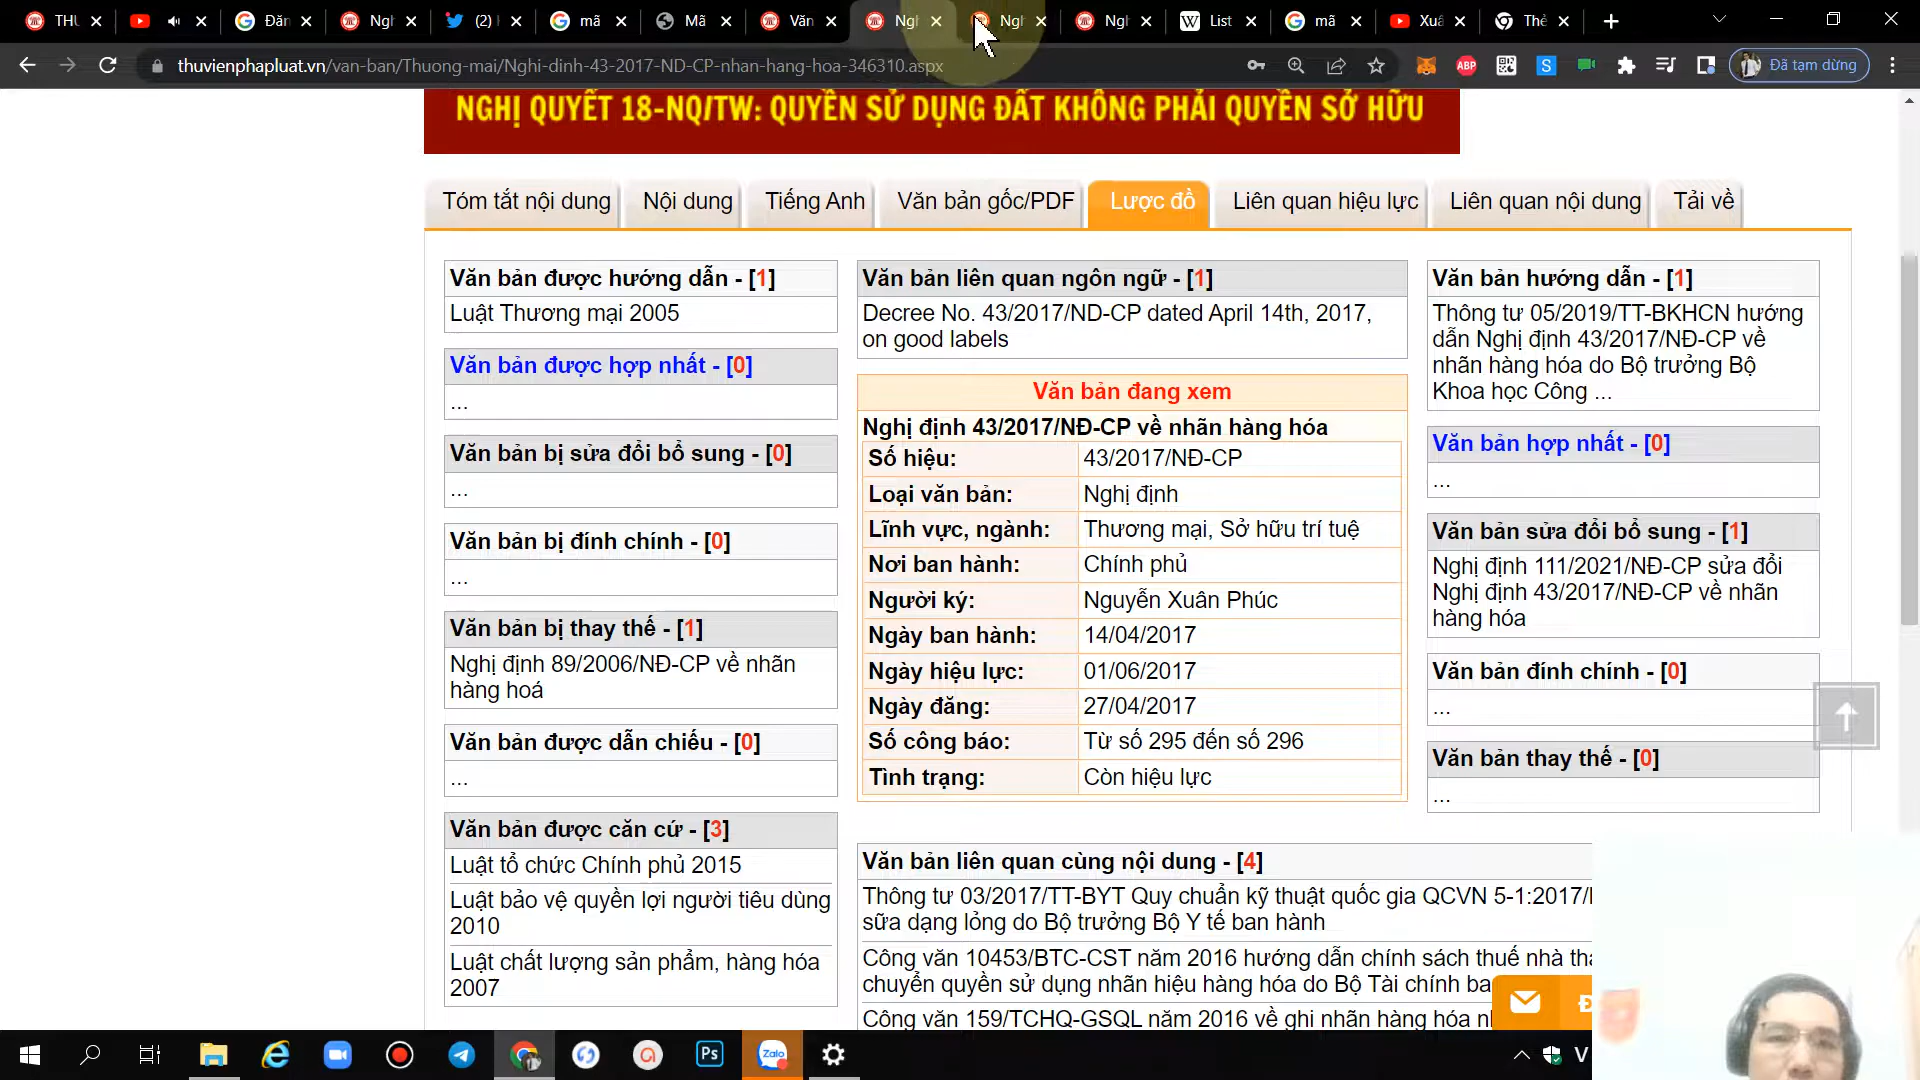 THU
Đăn
Ngh
(2)
mã
Mã
Văn
Ngh
Ngh
Ngh
List
mã
Xuâ
Thẻ
thuvienphapluat.vn/van-ban/Thuong-mai/Nghi-dinh-43-2017-ND-CP-nhan-hang-hoa-346310.aspx
ABP
S
Đã tạm dừng
NGHỊ QUYẾT 18-NQ/TW: QUYỀN SỬ DỤNG ĐẤT KHÔNG PHẢI QUYỀN SỞ HỮU
Tóm tắt nội dung
Nội dung
Tiếng Anh
Văn bản gốc/PDF
Lược đồ
Liên quan hiệu lực
Liên quan nội dung
Tải về
Văn bản được hướng dẫn - [1]
Luật Thương mại 2005
Văn bản được hợp nhất - [0]
...
Văn bản bị sửa đổi bổ sung - [0]
...
Văn bản bị đính chính - [0]
...
Văn bản bị thay thế - [1]
Nghị định 89/2006/NĐ-CP về nhãn
hàng hoá
Văn bản được dẫn chiếu - [0]
...
Văn bản được căn cứ - [3]
Luật tổ chức Chính phủ 2015
Luật bảo vệ quyền lợi người tiêu dùng
2010
Luật chất lượng sản phẩm, hàng hóa
2007
Văn bản liên quan ngôn ngữ - [1]
Decree No. 43/2017/ND-CP dated April 14th, 2017,
on good labels
Văn bản đang xem
Nghị định 43/2017/NĐ-CP về nhãn hàng hóa
Số hiệu: 43/2017/NĐ-CP
Loại văn bản: Nghị định
Lĩnh vực, ngành: Thương mại, Sở hữu trí tuệ
Nơi ban hành: Chính phủ
Người ký: Nguyễn Xuân Phúc
Ngày ban hành: 14/04/2017
Ngày hiệu lực: 01/06/2017
Ngày đăng: 27/04/2017
Số công báo: Từ số 295 đến số 296
Tình trạng: Còn hiệu lực
Văn bản liên quan cùng nội dung - [4]
Thông tư 03/2017/TT-BYT Quy chuẩn kỹ thuật quốc gia QCVN 5-1:2017/
sữa dạng lỏng do Bộ trưởng Bộ Y tế ban hành
Công văn 10453/BTC-CST năm 2016 hướng dẫn chính sách thuế nhà
chuyển quyền sử dụng nhãn hiệu hàng hóa do Bộ Tài chính
Công văn 159/TCHQ-GSQL năm 2016 về ghi nhãn hàng hóa
Văn bản hướng dẫn - [1]
Thông tư 05/2019/TT-BKHCN hướng
dẫn Nghị định 43/2017/NĐ-CP về
nhãn hàng hóa do Bộ trưởng Bộ
Khoa học Công ...
Văn bản hợp nhất - [0]
...
Văn bản sửa đổi bổ sung - [1]
Nghị định 111/2021/NĐ-CP sửa đổi
Nghị định 43/2017/NĐ-CP về nhãn
hàng hóa
Văn bản đính chính - [0]
...
Văn bản thay thế - [0]
...
Ps
Zalo
V